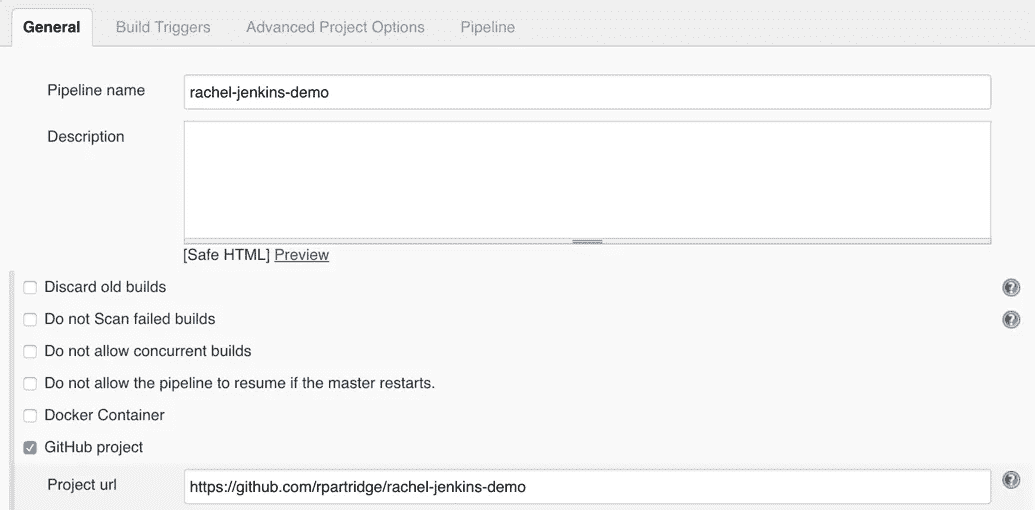 General Build Triggers Advanced Project Options Pipeline
Pipeline name rachel-jenkins-demo
Description
[Safe HTML] Preview
Discard old builds ?
Do not Scan failed builds ?
Do not allow concurrent builds
Do not allow the pipeline to resume if the master restarts.
Docker Container
GitHub project
Project url https://github.com/rpartridge/rachel-jenkins-demo ?